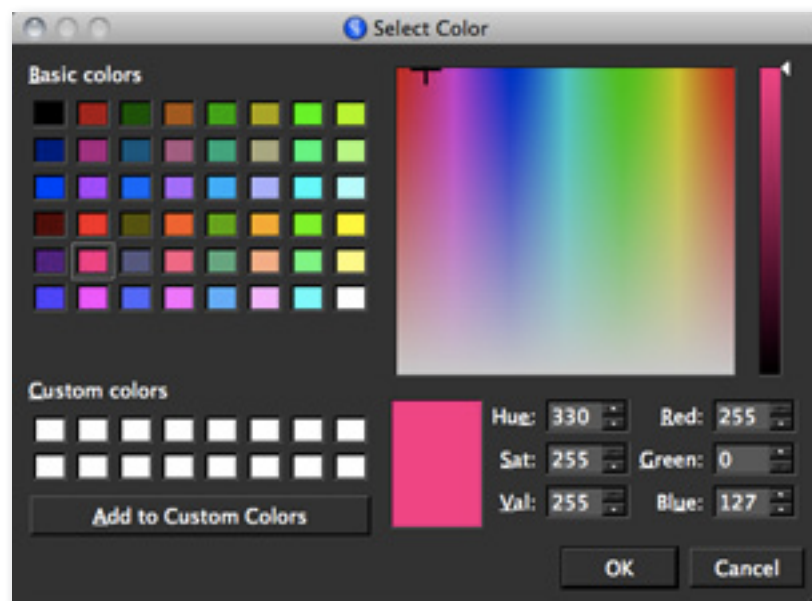 Select Color
Basic colors
Custom colors
Add to Custom Colors
Hue: 330 Red: 255
Sat: 255 Green: 0
Val: 255 Blue: 127
OK Cancel